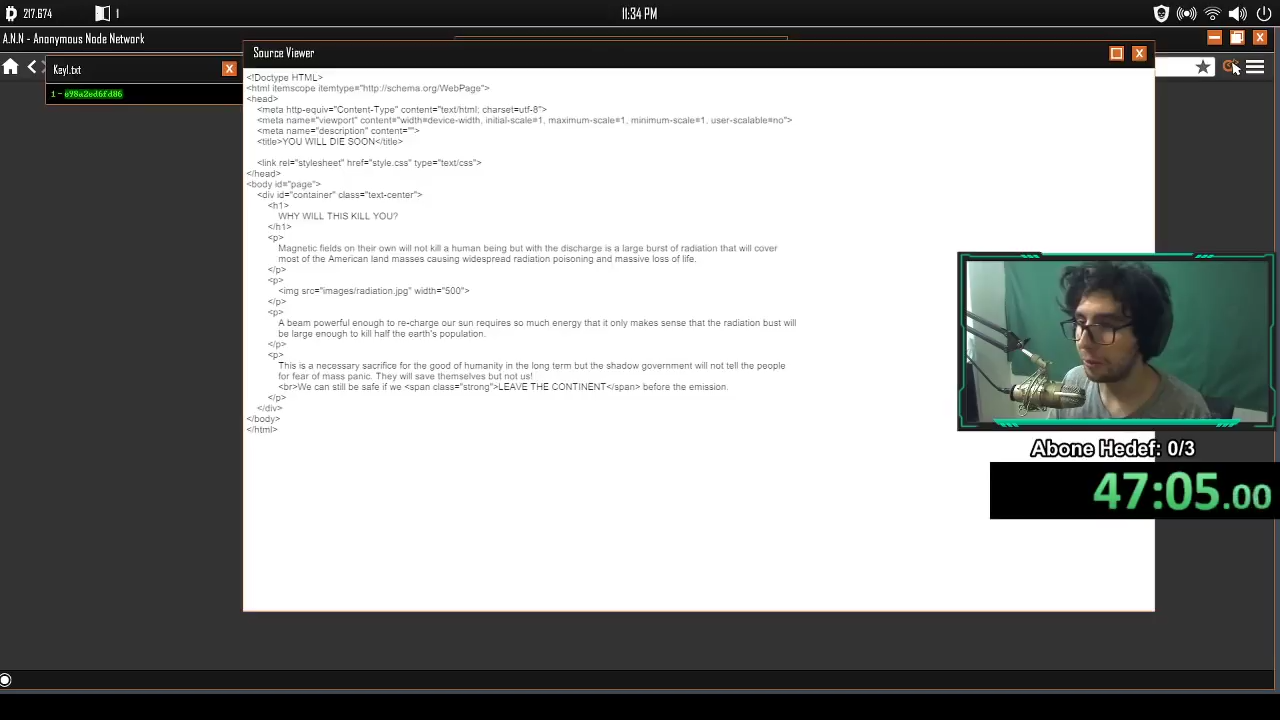 217.674
1
11:34 PM
A.N.N - Anonymous Node Network
Key1.txt
1-e98a2ed6fd86
Source Viewer
<!Doctype HTML>
<html itemscope itemtype="http://schema.org/WebPage">
<head>
<meta http-equiv="Content-Type" content="text/html; charset=utf-8">
<meta name="viewport" content="width=device-width, initial-scale=1, maximum-scale=1, minimum-scale=1, user-scalable=no">
<meta name="description" content="">
<title>YOU WILL DIE SOON</title>
<link rel="stylesheet" href="style.css" type="text/css">
</head>
<body id="page">
<div id="container" class="text-center">
<h1>
WHY WILL THIS KILL YOU?
</h1>
<p>
Magnetic fields on their own will not kill a human being but with the discharge is a large burst of radiation that will cover
most of the American land masses causing widespread radiation poisoning and massive loss of life.
</p>
<p>
<img src="images/radiation.jpg" width="500">
</p>
<p>
A beam powerful enough to re-charge our sun requires so much energy that it only makes sense that the radiation bust will
be large enough to kill half the earth's population.
</p>
<p>
This is a necessary sacrifice for the good of humanity in the long term but the shadow government will not tell the people
for fear of mass panic. They will save themselves but not us!
<br>We can still be safe if we <span class="strong">LEAVE THE CONTINENT</span> before the emission.
</p>
</div>
</body>
</html>
Abone Hedef: 0/3
47:05.00